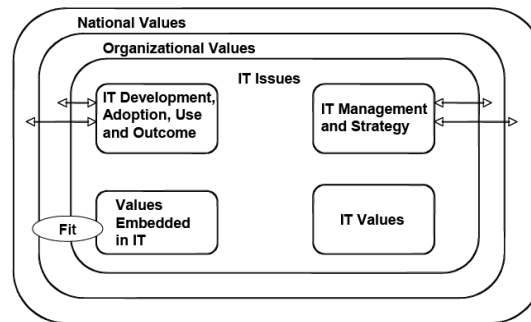 National Values
Organizational Values
IT Issues
IT Development,
Adoption, Use
and Outcome
IT Management
and Strategy
Values
Embedded
in IT
IT Values
Fit